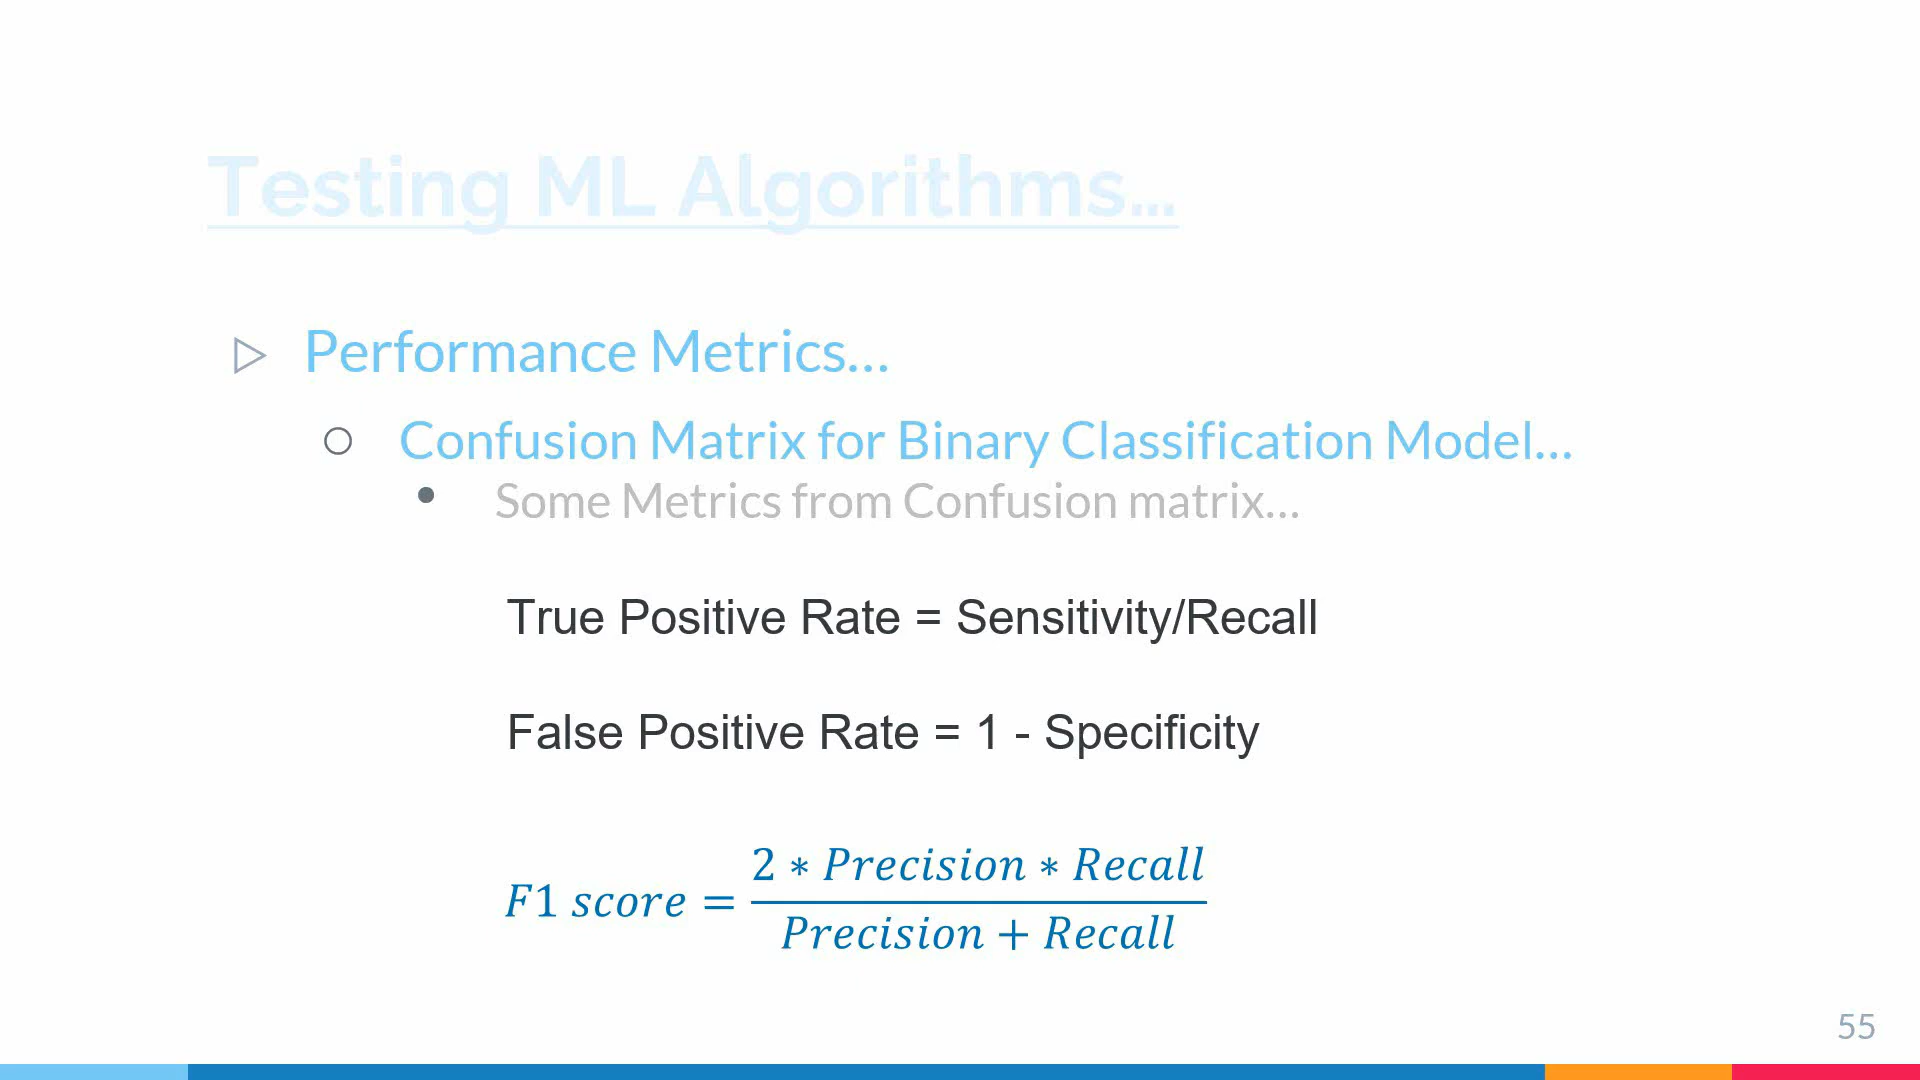 Testing ML Algorithms...
Performance Metrics...
Confusion Matrix for Binary Classification Model...
Some Metrics from Confusion matrix...
True Positive Rate = Sensitivity/Recall
False Positive Rate = 1 - Specificity
F1 score = 2 * Precision * Recall / Precision + Recall
55